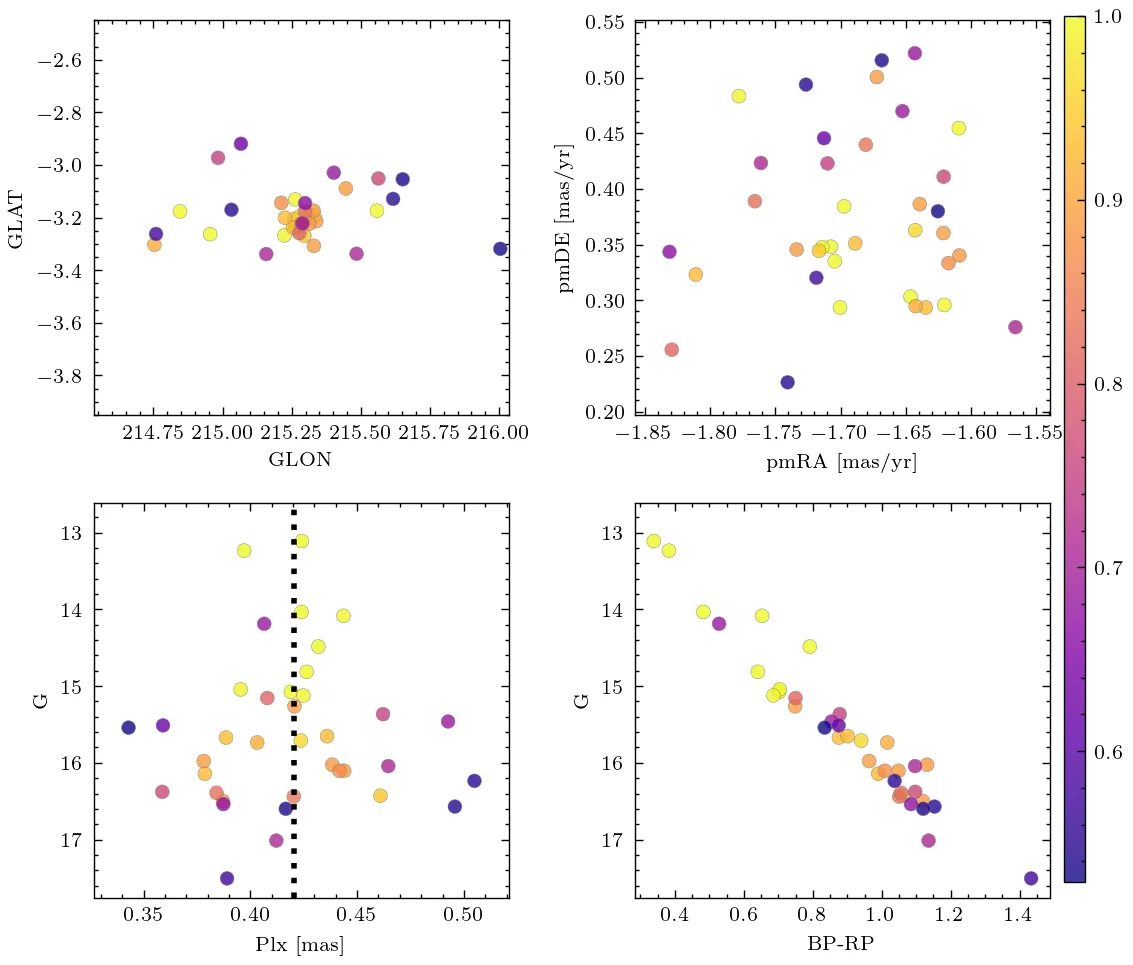 −2.6
−2.8
−3.0
−3.2
−3.4
−3.6
−3.8
GLAT
214.75 215.00 215.25 215.50 215.75 216.00
GLON
0.55
0.50
0.45
0.40
0.35
0.30
0.25
0.20
pmDE [mas/yr]
−1.85 −1.80 −1.75 −1.70 −1.65 −1.60 −1.55
pmRA [mas/yr]
13
14
15
16
17
G
0.35 0.40 0.45 0.50
Plx [mas]
13
14
15
16
17
G
0.4 0.6 0.8 1.0 1.2 1.4
BP-RP
1.0
0.9
0.8
0.7
0.6